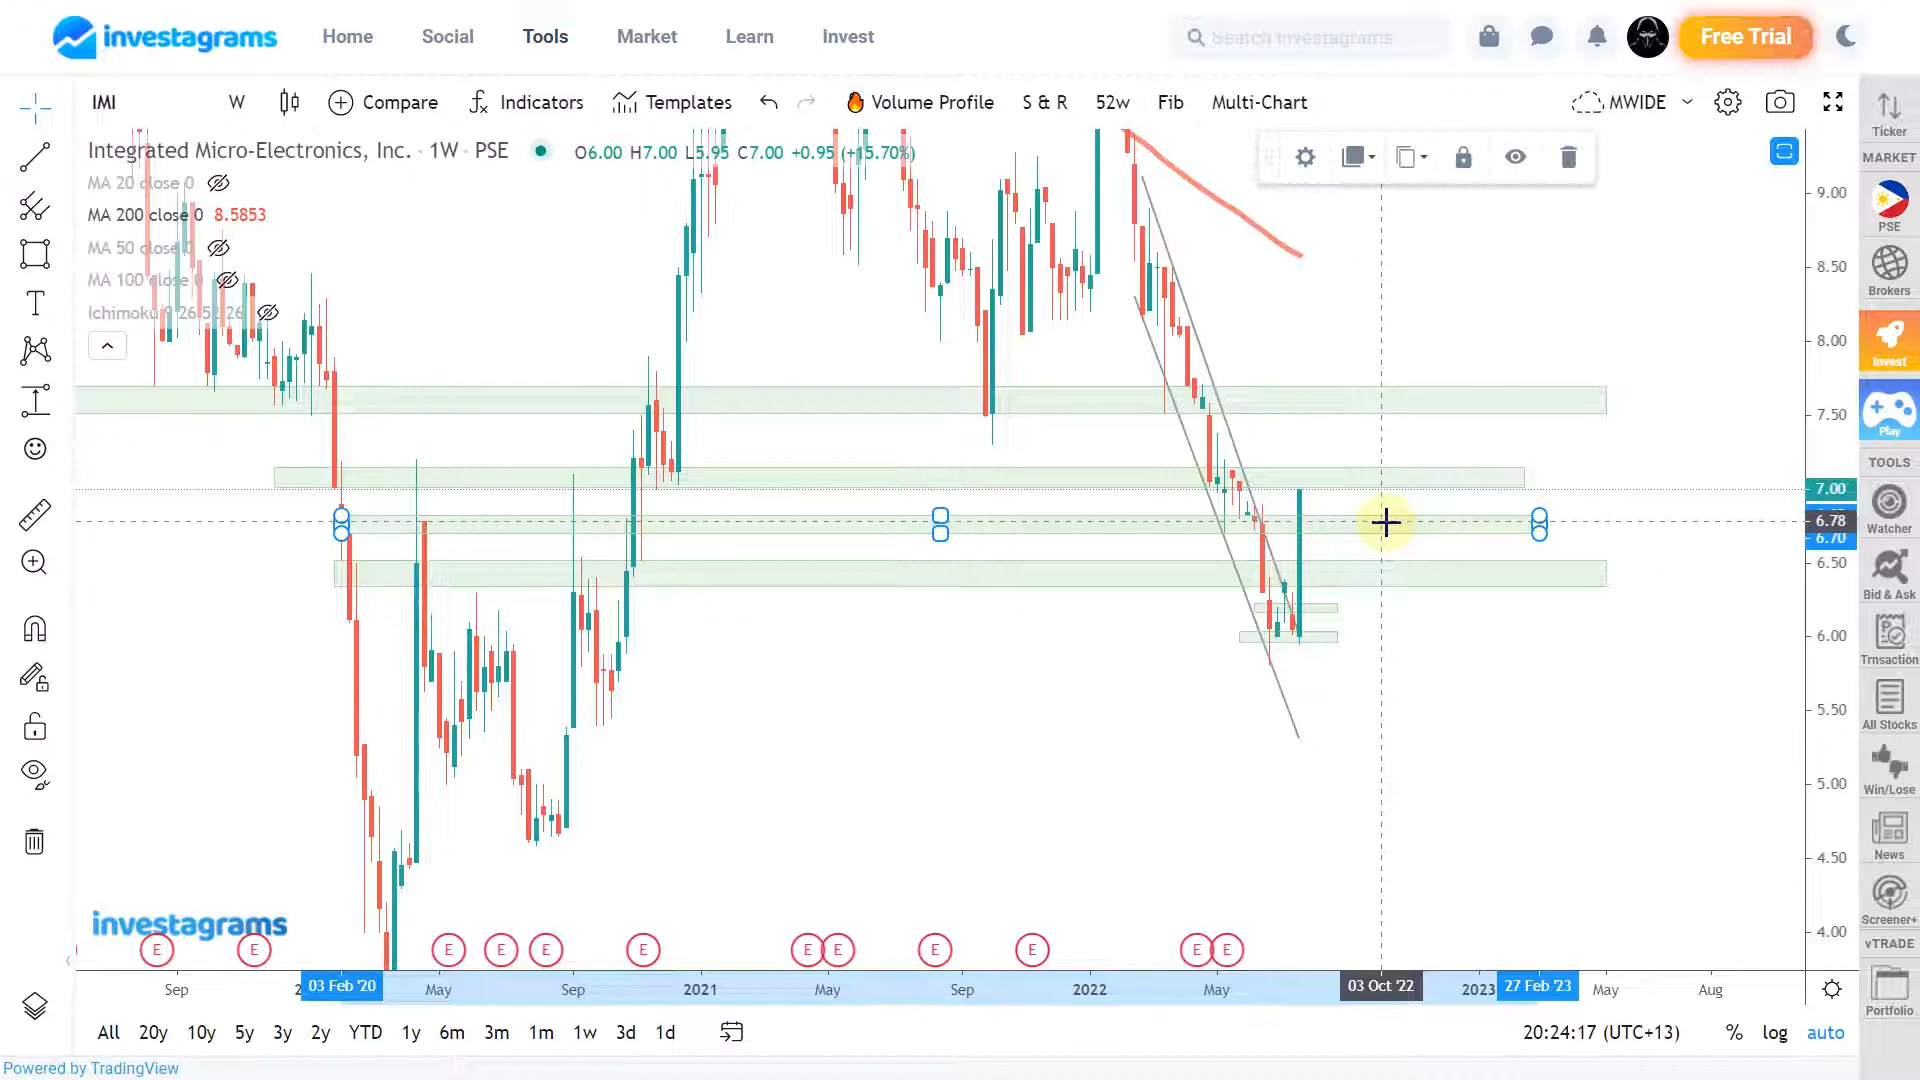 investagrams
Home
Social
Tools
Market
Learn
Invest
Search Investagrams
Free Trial
IMI
W
Compare
Indicators
Templates
Volume Profile
S & R
52w
Fib
Multi-Chart
MWIDE
Ticker
Integrated Micro-Electronics, Inc. · 1W · PSE
O6.00 H7.00 L5.95 C7.00 +0.95 (+15.70%)
MA 20 close 0
MA 200 close 0 8.5853
MA 50 close 0
MA 100 close 0
Ichimoku 9 26 52 26
9.00
8.50
8.00
7.50
7.00
6.78
6.70
6.50
6.00
5.50
5.00
4.50
4.00
MARKET
PSE
Brokers
Invest
Play
TOOLS
Watcher
Bid & Ask
Trnsaction
All Stocks
Win/Lose
News
Screener+
vTRADE
Portfolio
investagrams
E E E E E E E E E E E E
Sep
03 Feb '20
May
Sep
2021
May
Sep
2022
May
03 Oct '22
2023
27 Feb '23
May
Aug
All 20y 10y 5y 3y 2y YTD 1y 6m 3m 1m 1w 3d 1d
20:24:17 (UTC+13)
% log auto
Powered by TradingView